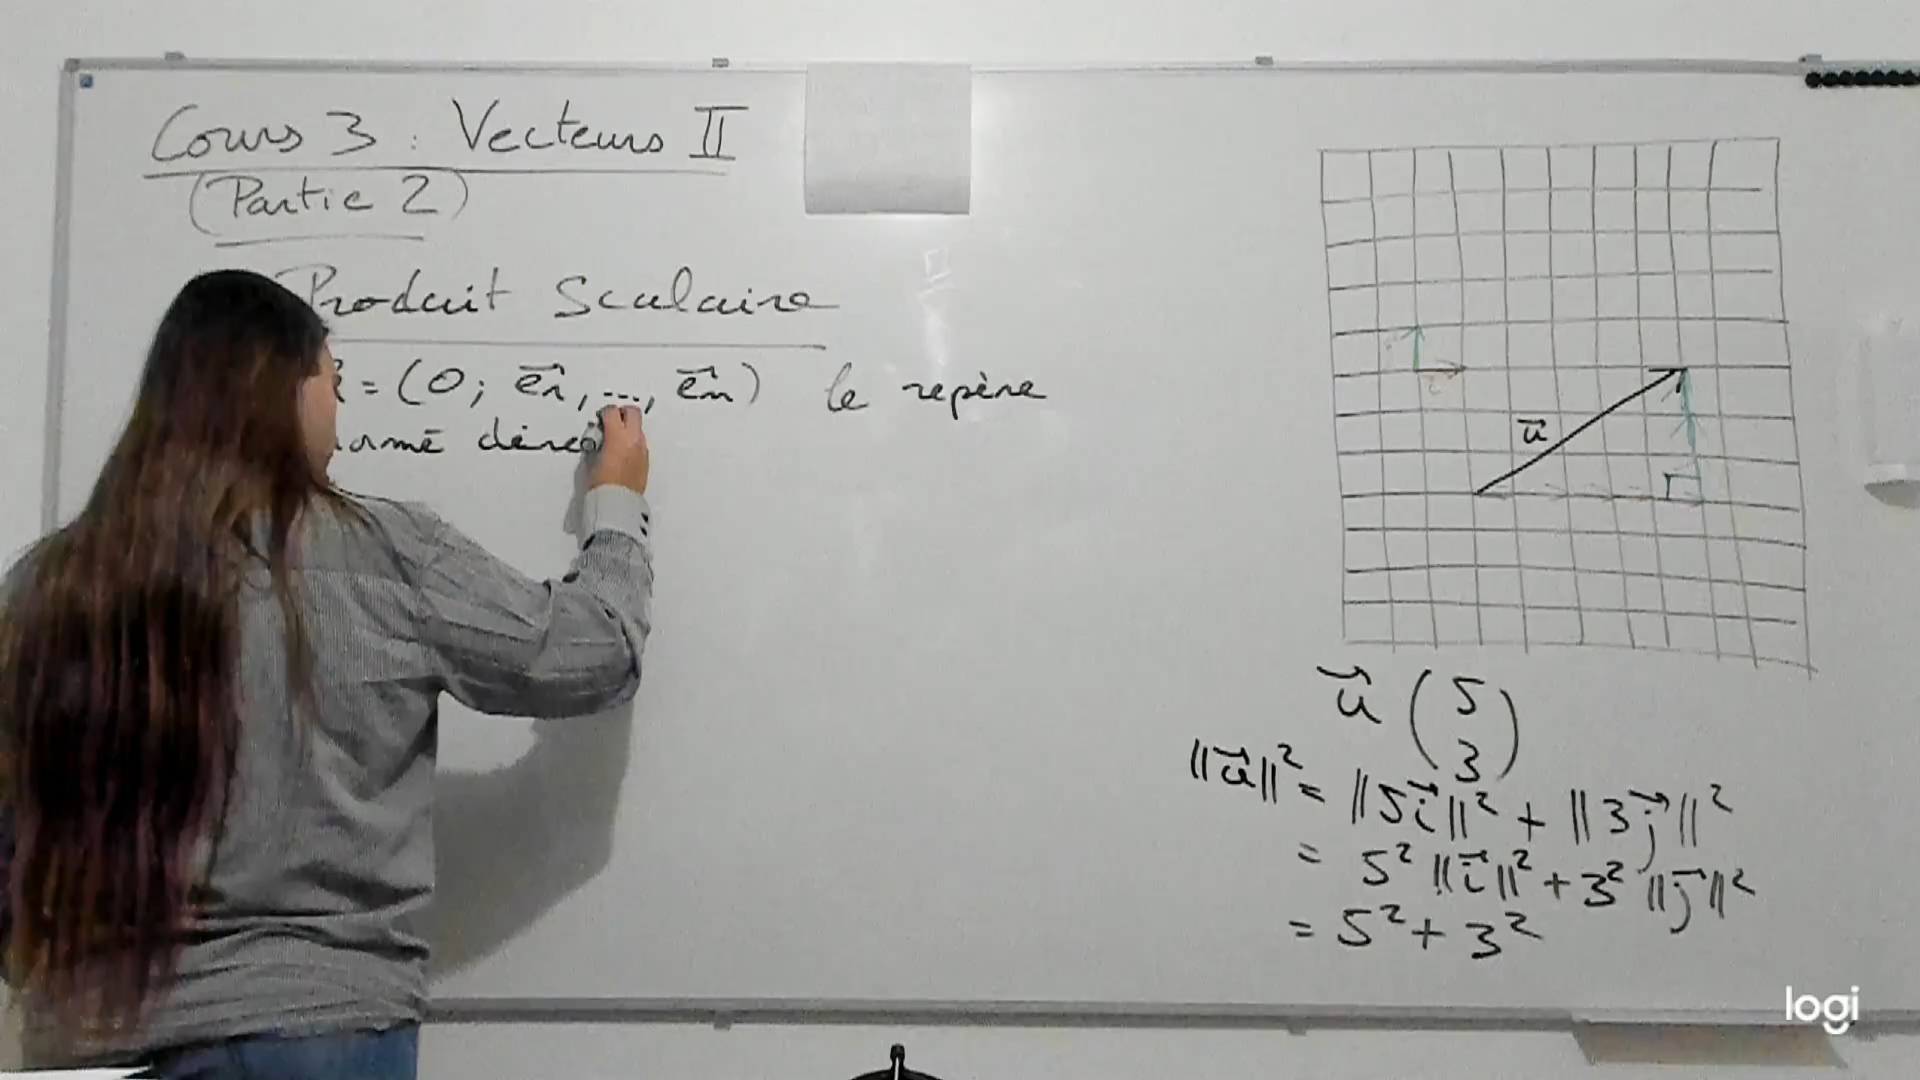 Cours 3 : Vecteurs II
(Partie 2)
Produit Scalaire
= (O; e₁, ..., eₙ) le repère
u
u (5
3)
||u||² = ||5i||² + ||3j||²
= 5² ||i||² + 3² ||j||²
= 5² + 3²
logi